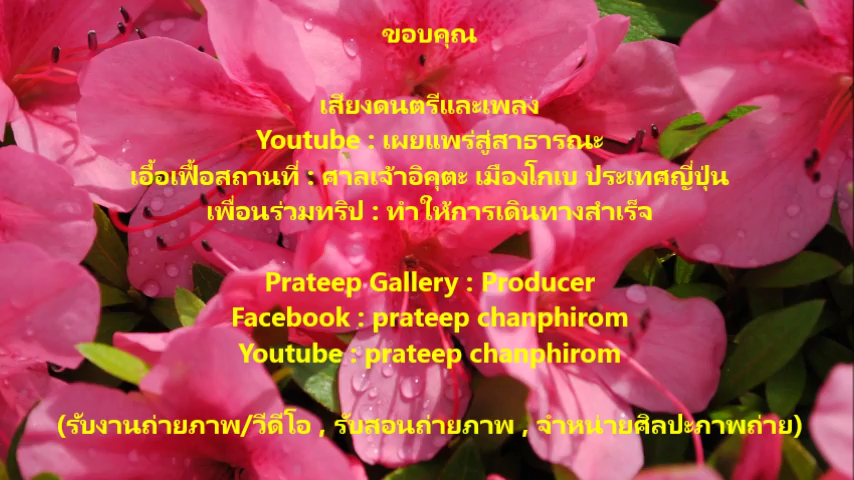 ขอบคุณ
เสียงดนตรีและเพลง
Youtube : เผยแพร่สู่สาธารณะ
เอื้อเฟื้อสถานที่ : ศาลเจ้าอิคุตะ เมืองโกเบ ประเทศญี่ปุ่น
เพื่อนร่วมทริป : ทำให้การเดินทางสำเร็จ
Prateep Gallery : Producer
Facebook : prateep chanphirom
Youtube : prateep chanphirom
(รับงานถ่ายภาพ/วีดีโอ , รับสอนถ่ายภาพ , จำหน่ายศิลปะภาพถ่าย)